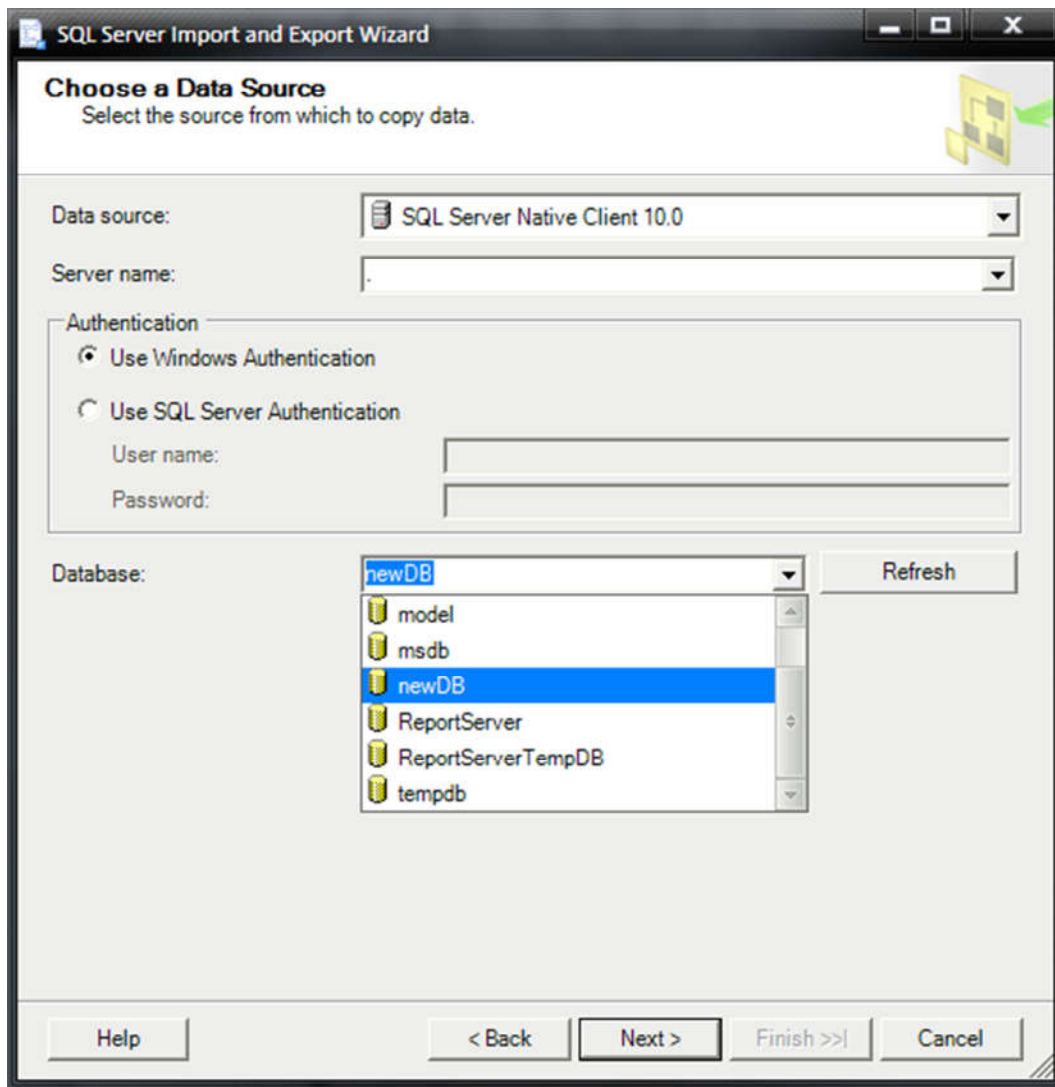 SQL Server Import and Export Wizard
Choose a Data Source
Select the source from which to copy data.
Data source:
SQL Server Native Client 10.0
Server name:
.
Authentication
Use Windows Authentication
Use SQL Server Authentication
User name:
Password:
Database:
newDB
Refresh
model
msdb
newDB
ReportServer
ReportServerTempDB
tempdb
Help
< Back
Next >
Finish >>|
Cancel